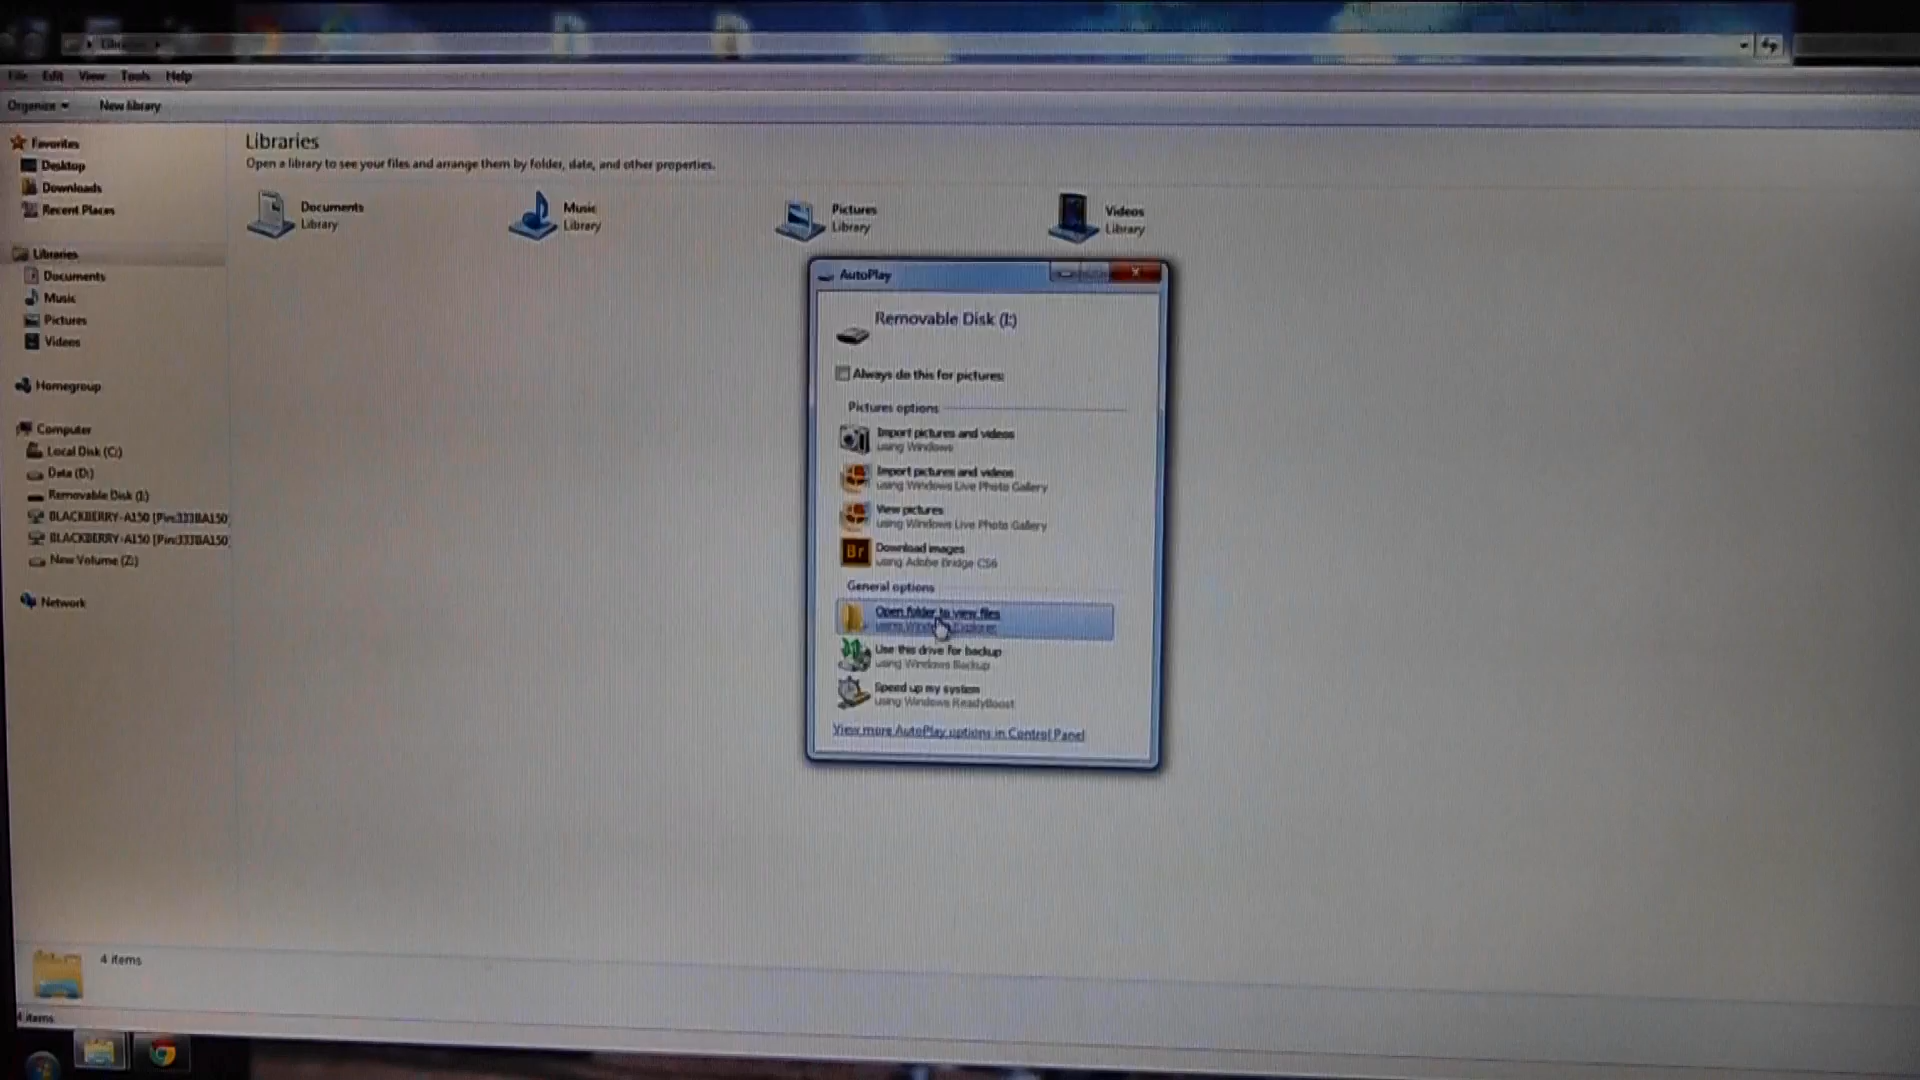 File Edit View Tools Help
Organize New library
Favorites
Desktop
Downloads
Recent Places
Libraries
Documents
Music
Pictures
Videos
Homegroup
Computer
Local Disk (C:)
Data (D:)
Removable Disk (I:)
BLACKBERRY-A150 [Pin:333BA150]
BLACKBERRY-A150 [Pin:333BA150]
New Volume (Z:)
Network
Libraries
Open a library to see your files and arrange them by folder, date, and other properties.
Documents
Library
Music
Library
Pictures
Library
Videos
Library
AutoPlay
Removable Disk (I:)
Always do this for pictures:
Pictures options
Import pictures and videos
using Windows
Import pictures and videos
using Windows Live Photo Gallery
View pictures
using Windows Live Photo Gallery
Br
Download images
using Adobe Bridge CS6
General options
Open folder to view files
using Windows Explorer
Use this drive for backup
using Windows Backup
Speed up my system
using Windows ReadyBoost
View more AutoPlay options in Control Panel
4 items
4 items